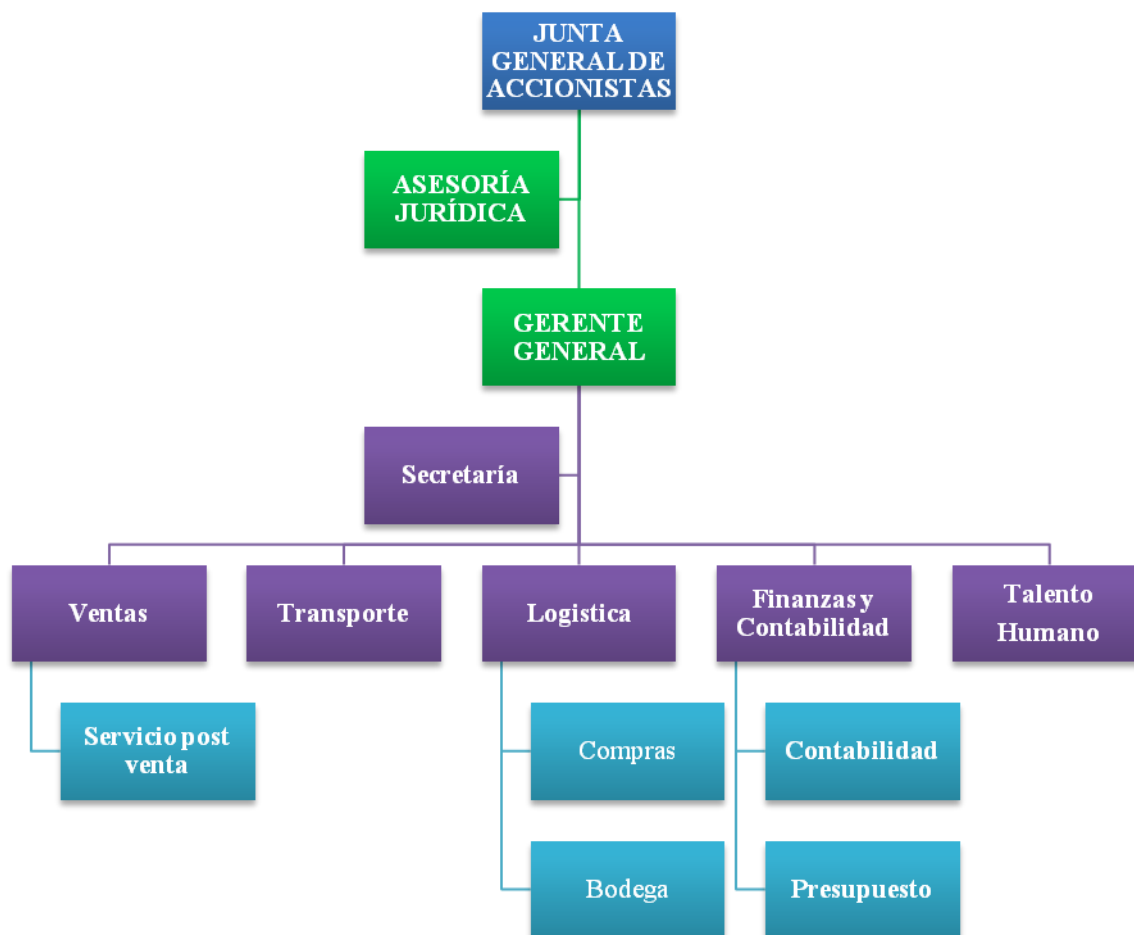 JUNTA
GENERAL DE
ACCIONISTAS
ASESORÍA
JURÍDICA
GERENTE
GENERAL
Secretaría
Ventas
Transporte
Logistica
Finanzas y
Contabilidad
Talento
Humano
Servicio post
venta
Compras
Contabilidad
Bodega
Presupuesto